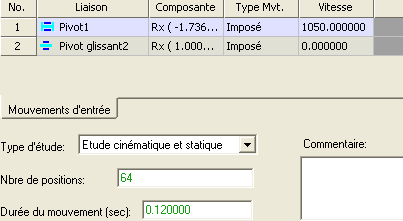 No. Liaison Composante Type Mvt. Vitesse
1 Pivot1 Rx ( -1.736... Imposé 1050.000000
2 Pivot glissant2 Rx ( 1.000... Imposé 0.000000
Mouvements d'entrée
Type d'étude: Etude cinématique et statique Commentaire:
Nbre de positions: 64
Durée du mouvement (sec): 0.120000